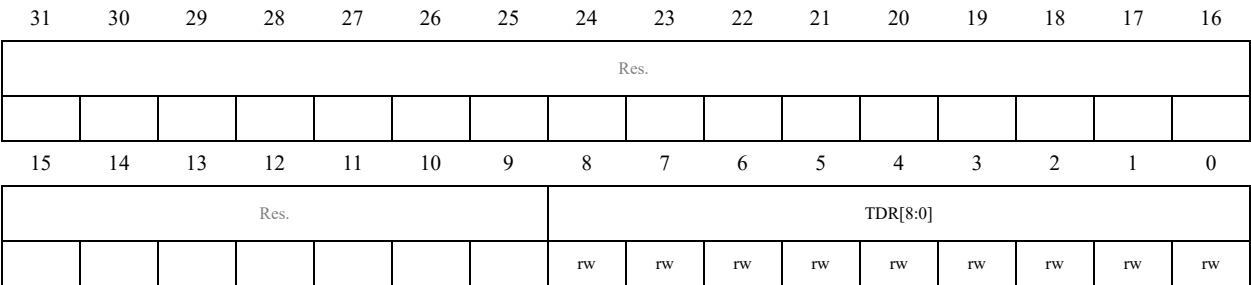 31 30 29 28 27 26 25 24 23 22 21 20 19 18 17 16
Res.
15 14 13 12 11 10 9 8 7 6 5 4 3 2 1 0
Res. TDR[8:0]
rw rw rw rw rw rw rw rw rw